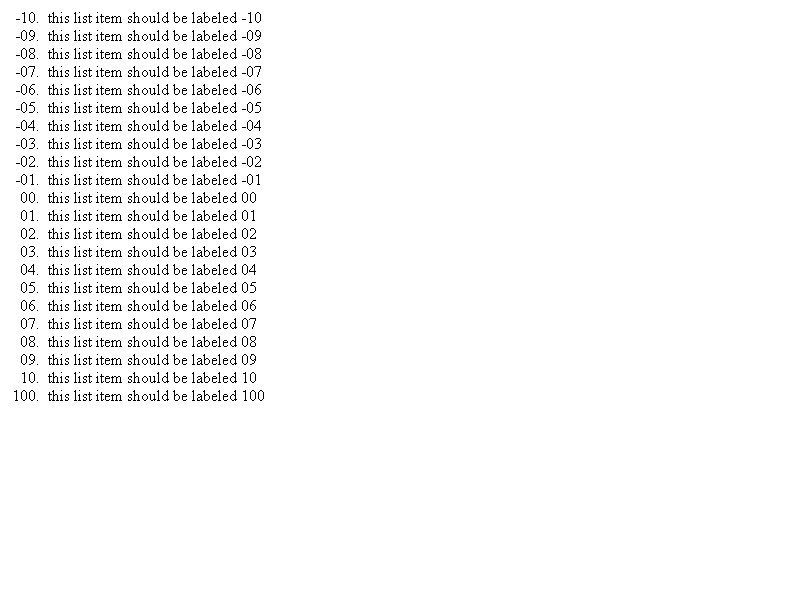 -10. this list item should be labeled -10
-09. this list item should be labeled -09
-08. this list item should be labeled -08
-07. this list item should be labeled -07
-06. this list item should be labeled -06
-05. this list item should be labeled -05
-04. this list item should be labeled -04
-03. this list item should be labeled -03
-02. this list item should be labeled -02
-01. this list item should be labeled -01
00. this list item should be labeled 00
01. this list item should be labeled 01
02. this list item should be labeled 02
03. this list item should be labeled 03
04. this list item should be labeled 04
05. this list item should be labeled 05
06. this list item should be labeled 06
07. this list item should be labeled 07
08. this list item should be labeled 08
09. this list item should be labeled 09
10. this list item should be labeled 10
100. this list item should be labeled 100